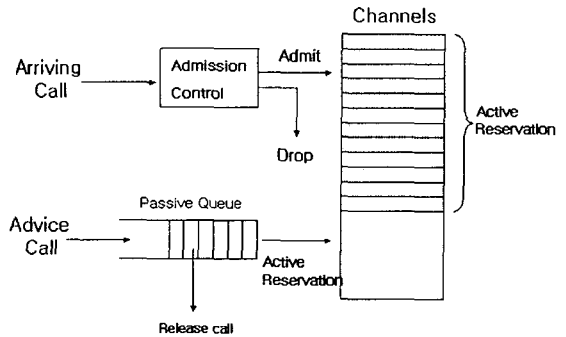 Channels
Arriving
Call
Admission
Control
Admit
Drop
Active
Reservation
Passive Queue
Advice
Call
Active
Reservation
Release call